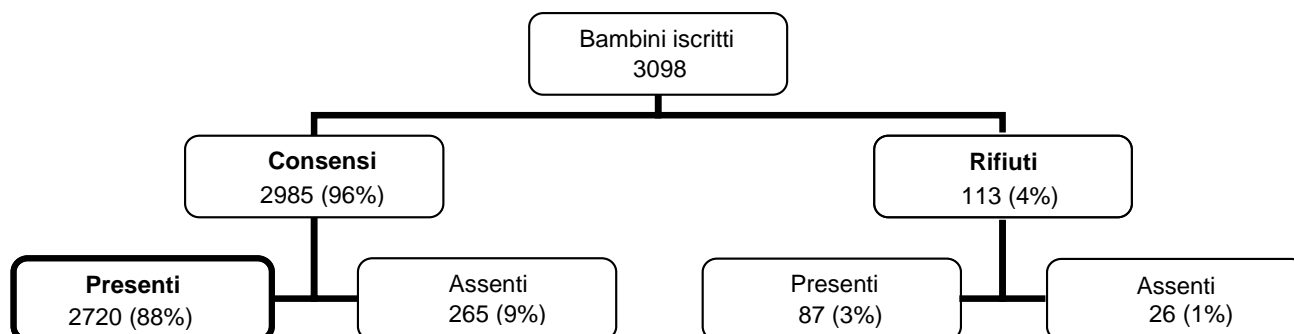 Bambini iscritti
3098
Consensi
2985 (96%)
Rifiuti
113 (4%)
Presenti
2720 (88%)
Assenti
265 (9%)
Presenti
87 (3%)
Assenti
26 (1%)